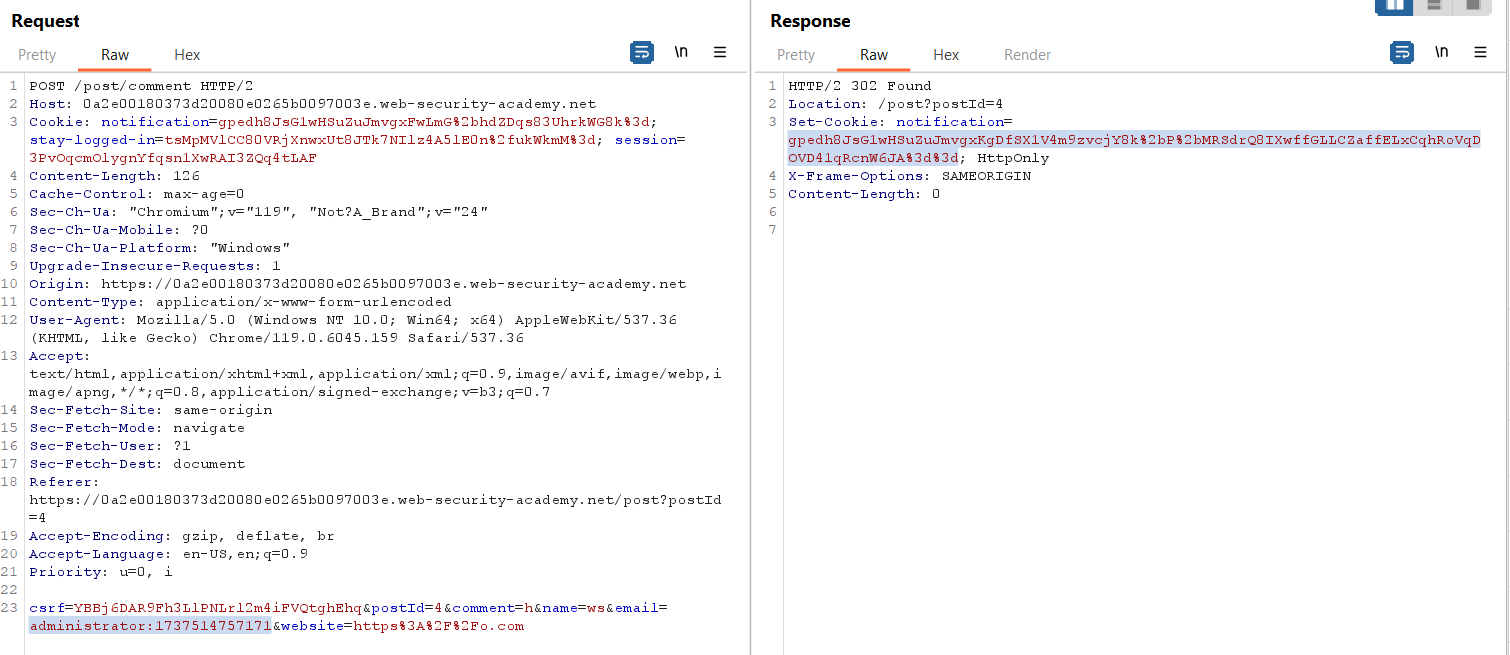 Request
Pretty Raw Hex
\n
1 POST /post/comment HTTP/2
2 Host: 0a2e00180373d20080e0265b0097003e.web-security-academy.net
3 Cookie: notification=gpedh8JsGlwHSuZuJmvgxFwLmG%2bhdZDqs83UhrkWG8k%3d;
stay-logged-in=tsMpMVlCC80VRjXnwxUt8JTk7NIlz4A5lE0n%2fukWkmM%3d; session=
3PvOqcmOlygnYfqsnlXwRAI3ZQq4tLAF
4 Content-Length: 126
5 Cache-Control: max-age=0
6 Sec-Ch-Ua: "Chromium";v="119", "Not?A_Brand";v="24"
7 Sec-Ch-Ua-Mobile: ?0
8 Sec-Ch-Ua-Platform: "Windows"
9 Upgrade-Insecure-Requests: 1
10 Origin: https://0a2e00180373d20080e0265b0097003e.web-security-academy.net
11 Content-Type: application/x-www-form-urlencoded
12 User-Agent: Mozilla/5.0 (Windows NT 10.0; Win64; x64) AppleWebKit/537.36
(KHTML, like Gecko) Chrome/119.0.6045.159 Safari/537.36
13 Accept:
text/html,application/xhtml+xml,application/xml;q=0.9,image/avif,image/webp,i
mage/apng,*/*;q=0.8,application/signed-exchange;v=b3;q=0.7
14 Sec-Fetch-Site: same-origin
15 Sec-Fetch-Mode: navigate
16 Sec-Fetch-User: ?1
17 Sec-Fetch-Dest: document
18 Referer:
https://0a2e00180373d20080e0265b0097003e.web-security-academy.net/post?postId
=4
19 Accept-Encoding: gzip, deflate, br
20 Accept-Language: en-US,en;q=0.9
21 Priority: u=0, i
22
23 csrf=YBBj6DAR9Fh3LlPNLrl2m4iFVQtghEhq&postId=4&comment=h&name=ws&email=
administrator:1737514757171&website=https%3A%2F%2Fo.com
Response
Pretty Raw Hex Render
\n
1 HTTP/2 302 Found
2 Location: /post?postId=4
3 Set-Cookie: notification=
gpedh8JsGlwHSuZuJmvgxKgDfSX1V4m9zvcjY8k%2bP%2bMRSdrQ8IXwffGLLCZaffELxCqhRoVqD
OVD41qRcnW6JA%3d%3d; HttpOnly
4 X-Frame-Options: SAMEORIGIN
5 Content-Length: 0
6
7